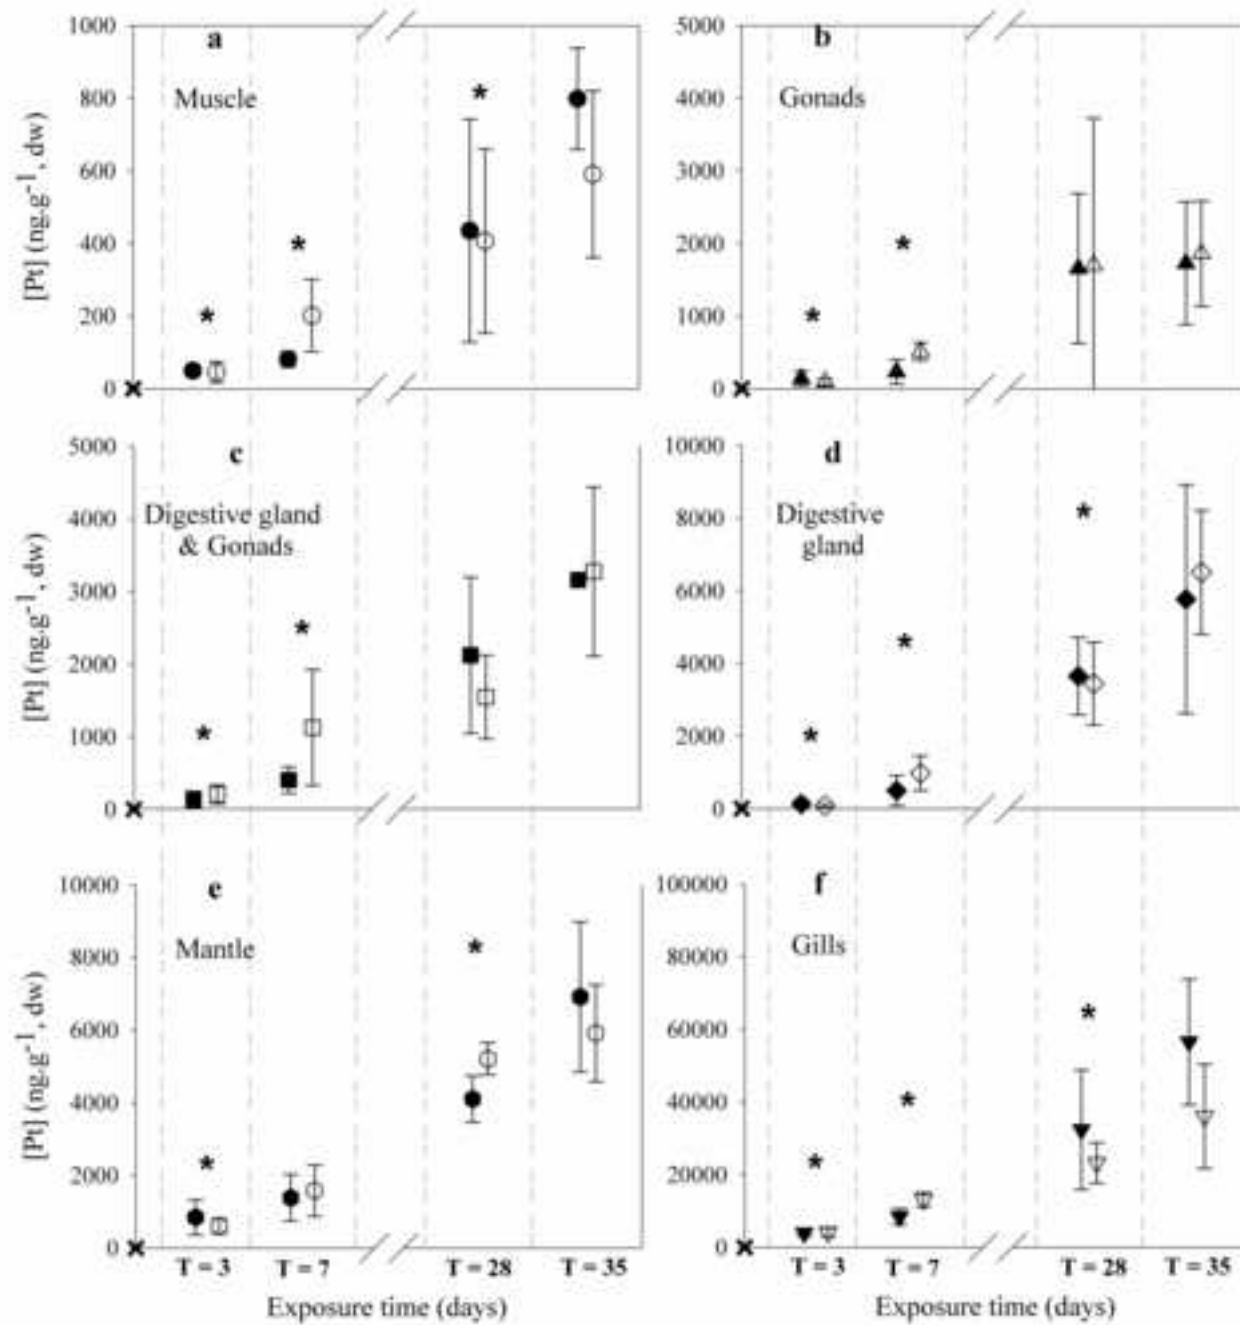 a
Muscle
[Pt] (ng.g-1, dw)
1000
800
600
400
200
0
*
*
*
b
Gonads
5000
4000
3000
2000
1000
0
*
*
c
Digestive gland
& Gonads
[Pt] (ng.g-1, dw)
5000
4000
3000
2000
1000
0
*
*
d
Digestive
gland
10000
8000
6000
4000
2000
0
*
*
*
e
Mantle
[Pt] (ng.g-1, dw)
10000
8000
6000
4000
2000
0
*
*
T = 3 T = 7 T = 28 T = 35
Exposure time (days)
f
Gills
100000
80000
60000
40000
20000
0
*
*
*
T = 3 T = 7 T = 28 T = 35
Exposure time (days)